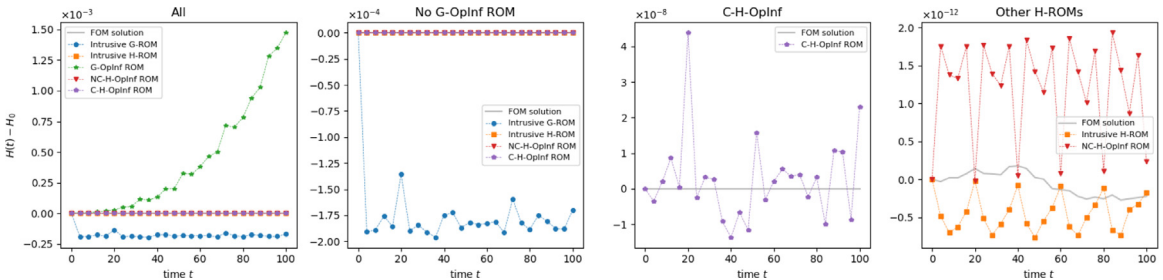 All
×10⁻³
H(t) − H₀
1.50
1.25
1.00
0.75
0.50
0.25
0.00
−0.25
FOM solution
Intrusive G-ROM
Intrusive H-ROM
G-OpInf ROM
NC-H-OpInf ROM
C-H-OpInf ROM
0 20 40 60 80 100
time t
No G-OpInf ROM
×10⁻⁴
0.00
−0.25
−0.50
−0.75
−1.00
−1.25
−1.50
−1.75
−2.00
FOM solution
Intrusive G-ROM
Intrusive H-ROM
NC-H-OpInf ROM
C-H-OpInf ROM
0 20 40 60 80 100
time t
C-H-OpInf
×10⁻⁸
4
3
2
1
0
−1
FOM solution
C-H-OpInf ROM
0 20 40 60 80 100
time t
Other H-ROMs
×10⁻¹²
2.0
1.5
1.0
0.5
0.0
−0.5
FOM solution
Intrusive H-ROM
NC-H-OpInf ROM
0 20 40 60 80 100
time t